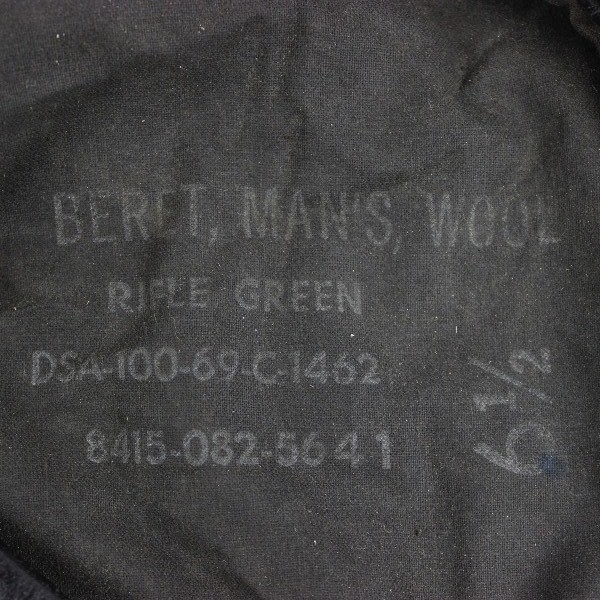 BERET, MAN'S, WOOL
RIFLE GREEN
DSA-100-69-C-1462
8415-082-5641
6 1/2